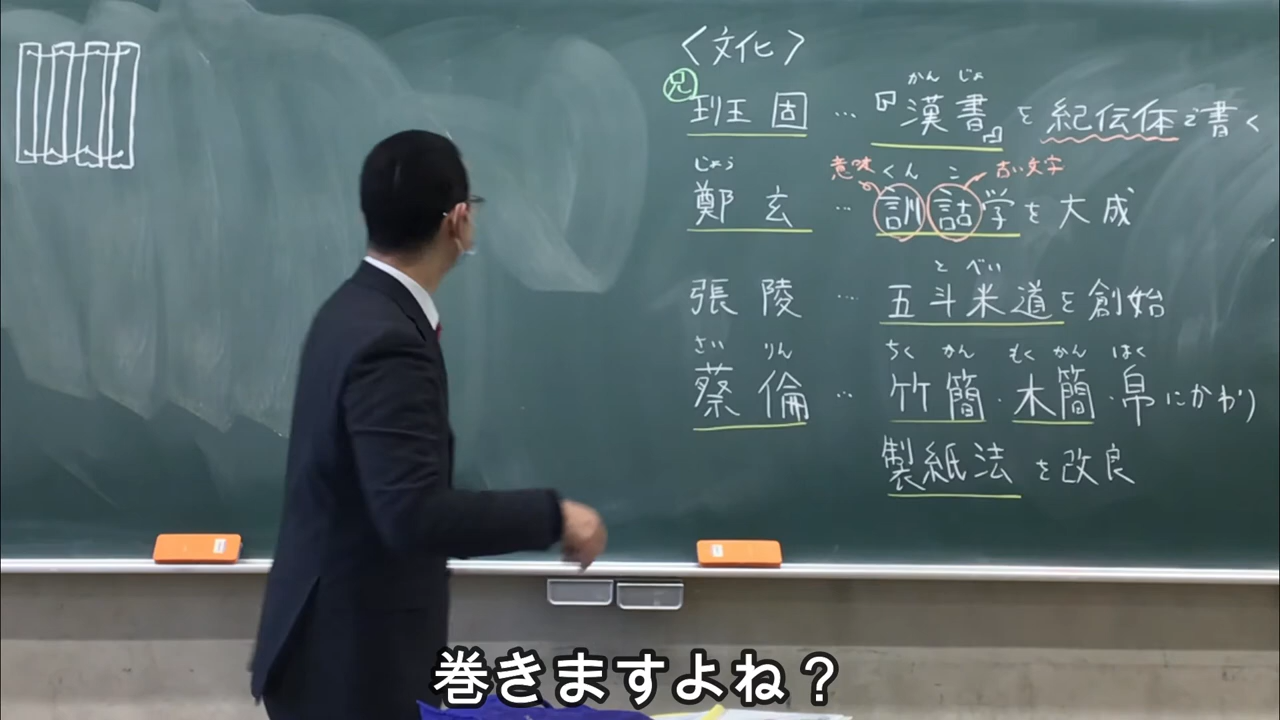 〈文化〉
兄
かん じょ
班固 … 『漢書』を紀伝体で書く
じょう 意味 くん こ 古い文字
鄭玄 … 訓詁学を大成
と べい
張陵 … 五斗米道を創始
さい りん ちく かん もく かん はく
蔡倫 … 竹簡・木簡・帛にかわり
製紙法を改良
巻きますよね？